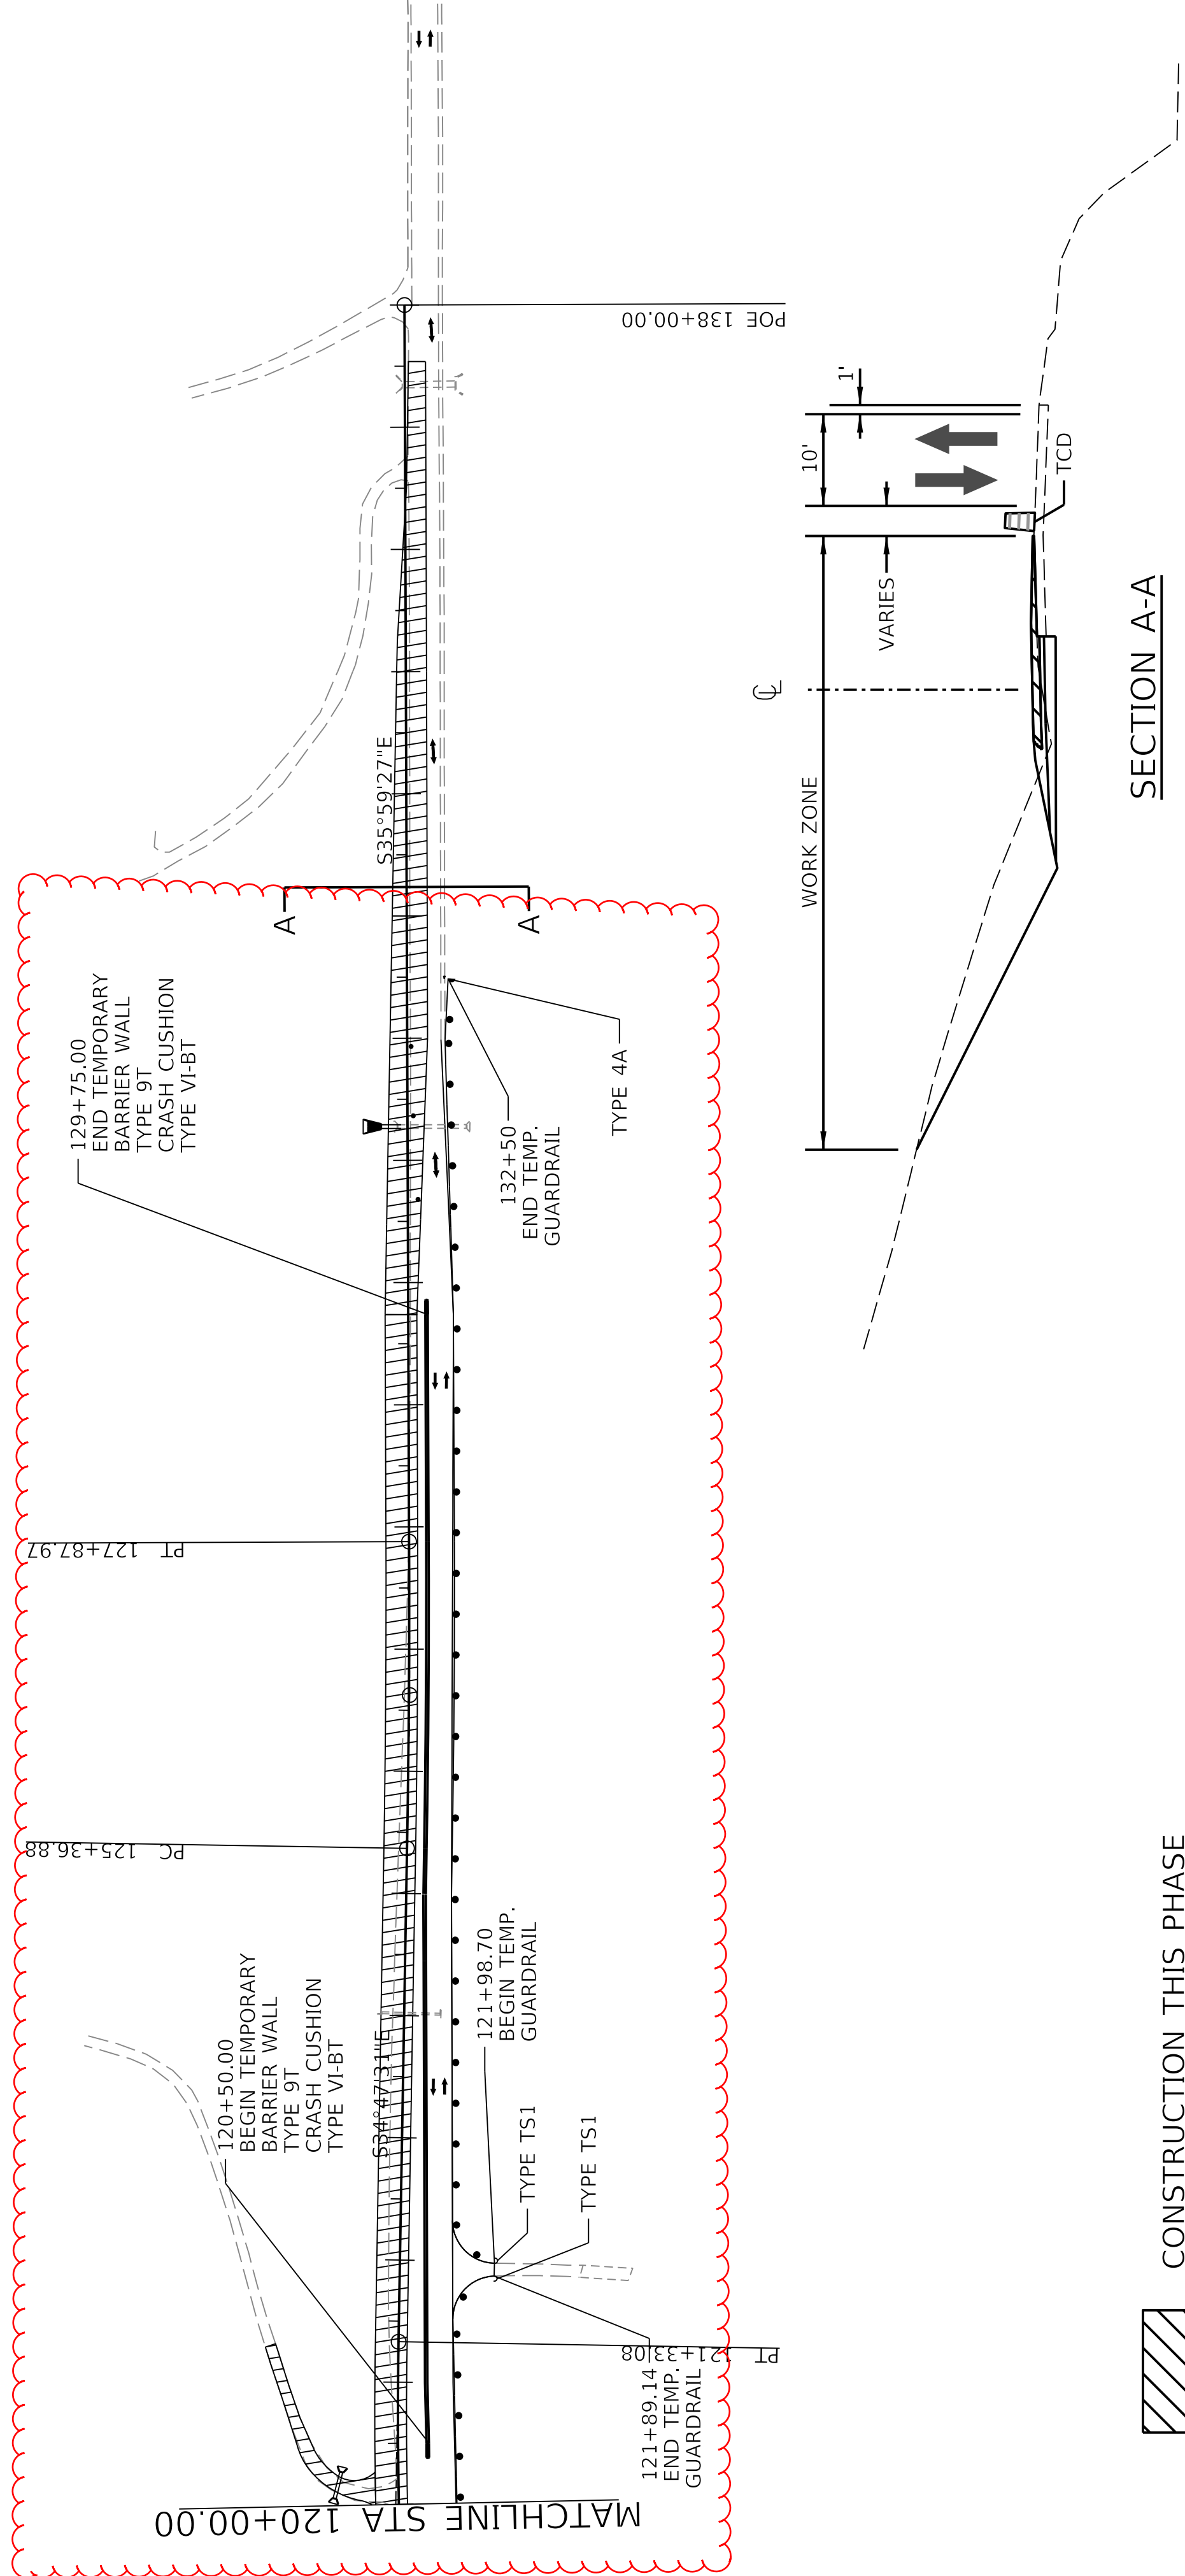 POE 138+00.00
S35°59'27"E
A
A
129+75.00
END TEMPORARY
BARRIER WALL
TYPE 9T
CRASH CUSHION
TYPE VI-BT
TYPE 4A
132+50
END TEMP.
GUARDRAIL
PT 127+87.97
PC 125+36.88
120+50.00
BEGIN TEMPORARY
BARRIER WALL
TYPE 9T
CRASH CUSHION
TYPE VI-BT
S34°47'31"E
121+98.70
BEGIN TEMP.
GUARDRAIL
TYPE TS1
TYPE TS1
PT 121+33.08
121+89.14
END TEMP.
GUARDRAIL
MATCHLINE STA 120+00.00
1'
10'
VARIES
TCD
CL
WORK ZONE
SECTION A-A
CONSTRUCTION THIS PHASE